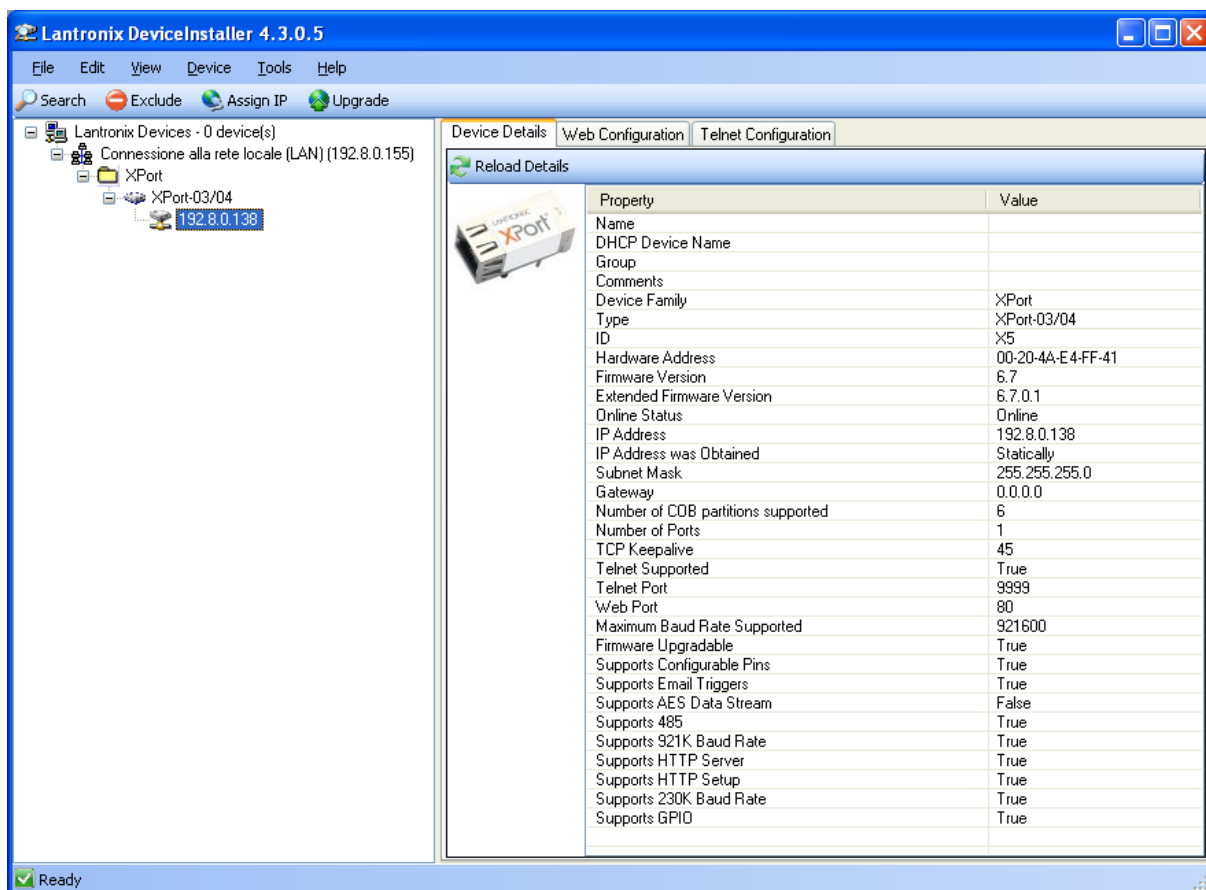 Lantronix DeviceInstaller 4.3.0.5
File Edit View Device Tools Help
Search Exclude Assign IP Upgrade
Lantronix Devices - 0 device(s)
Connessione alla rete locale (LAN) (192.8.0.155)
XPort
XPort-03/04
192.8.0.138
Device Details Web Configuration Telnet Configuration
Reload Details
LANTRONIX
XPort
Property Value
Name
DHCP Device Name
Group
Comments
Device Family XPort
Type XPort-03/04
ID X5
Hardware Address 00-20-4A-E4-FF-41
Firmware Version 6.7
Extended Firmware Version 6.7.0.1
Online Status Online
IP Address 192.8.0.138
IP Address was Obtained Statically
Subnet Mask 255.255.255.0
Gateway 0.0.0.0
Number of COB partitions supported 6
Number of Ports 1
TCP Keepalive 45
Telnet Supported True
Telnet Port 9999
Web Port 80
Maximum Baud Rate Supported 921600
Firmware Upgradable True
Supports Configurable Pins True
Supports Email Triggers True
Supports AES Data Stream False
Supports 485 True
Supports 921K Baud Rate True
Supports HTTP Server True
Supports HTTP Setup True
Supports 230K Baud Rate True
Supports GPIO True
Ready